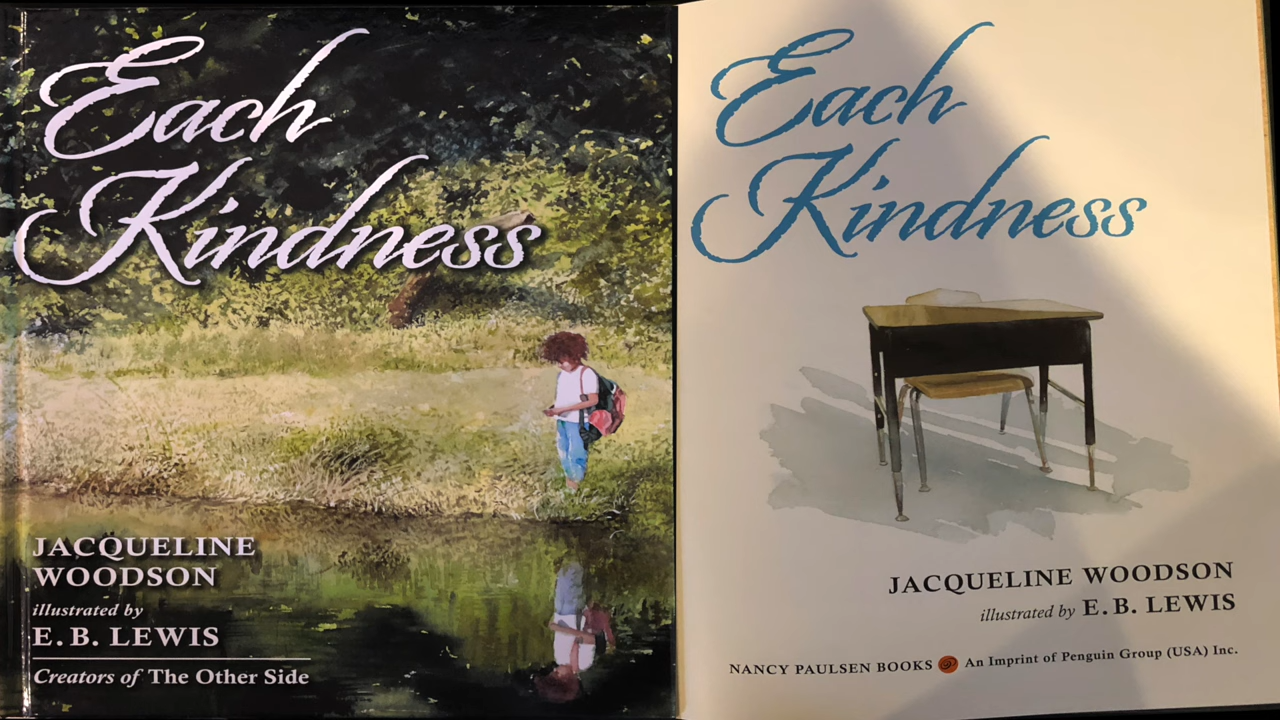 Each
Kindness
JACQUELINE
WOODSON
illustrated by
E. B. LEWIS
Creators of The Other Side
Each
Kindness
JACQUELINE WOODSON
illustrated by E. B. LEWIS
NANCY PAULSEN BOOKS An Imprint of Penguin Group (USA) Inc.